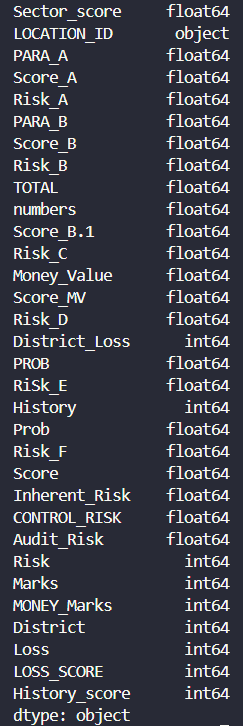 Sector_score float64
LOCATION_ID object
PARA_A float64
Score_A float64
Risk_A float64
PARA_B float64
Score_B float64
Risk_B float64
TOTAL float64
numbers float64
Score_B.1 float64
Risk_C float64
Money_Value float64
Score_MV float64
Risk_D float64
District_Loss int64
PROB float64
RiSk_E float64
History int64
Prob float64
Risk_F float64
Score float64
Inherent_Risk float64
CONTROL_RISK float64
Audit_Risk float64
Risk int64
Marks int64
MONEY_Marks int64
District int64
Loss int64
LOSS_SCORE int64
History_score int64
dtype: object